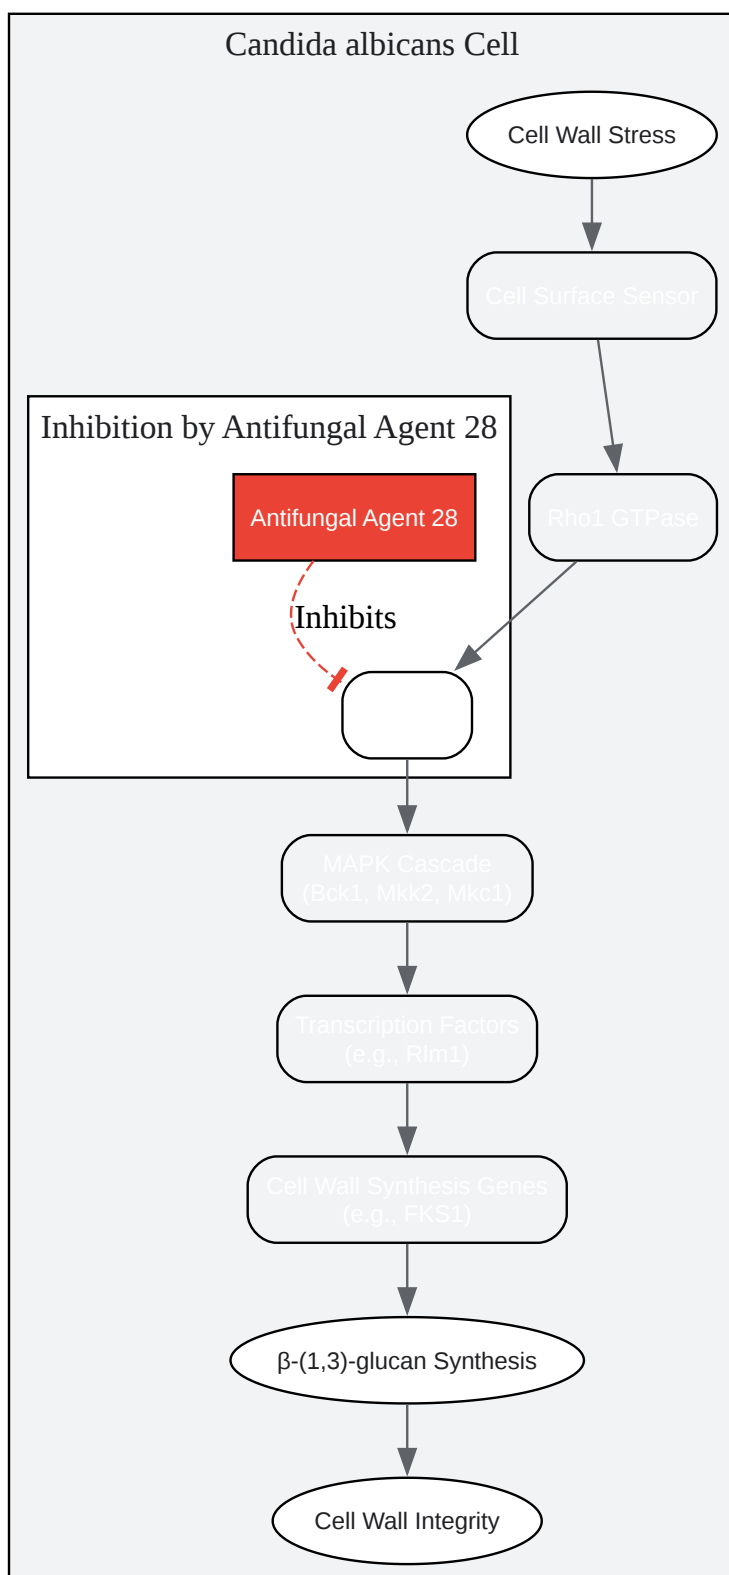 Candida albicans Cell
Cell Wall Stress
Cell Surface Sensor
Inhibition by Antifungal Agent 28
Antifungal Agent 28
Rho1 GTPase
Inhibits
MAPK Cascade
(Bck1, Mkk2, Mkc1)
Transcription Factors
(e.g., Rlm1)
Cell Wall Synthesis Genes
(e.g., FKS1)
β-(1,3)-glucan Synthesis
Cell Wall Integrity